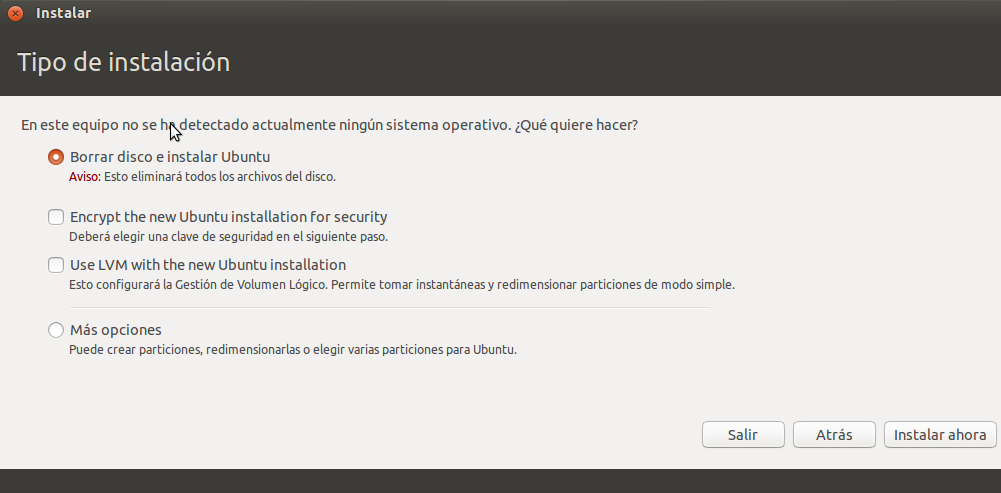 Instalar
Tipo de instalación
En este equipo no se ha detectado actualmente ningún sistema operativo. ¿Qué quiere hacer?
Borrar disco e instalar Ubuntu
Aviso: Esto eliminará todos los archivos del disco.
Encrypt the new Ubuntu installation for security
Deberá elegir una clave de seguridad en el siguiente paso.
Use LVM with the new Ubuntu installation
Esto configurará la Gestión de Volumen Lógico. Permite tomar instantáneas y redimensionar particiones de modo simple.
Más opciones
Puede crear particiones, redimensionarlas o elegir varias particiones para Ubuntu.
Salir Atrás Instalar ahora